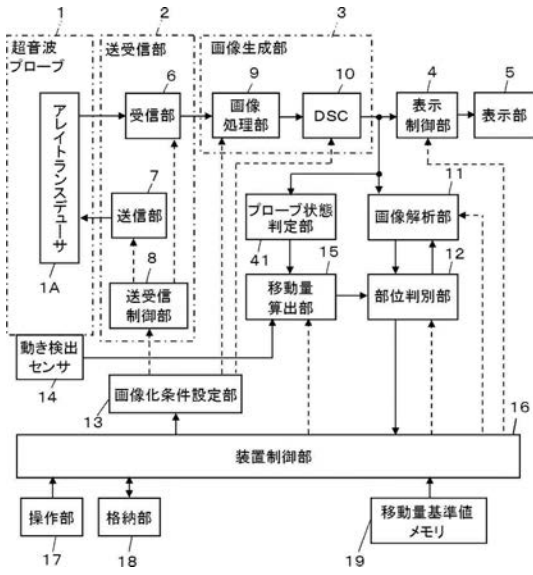 1
2
3
超音波
プローブ
送受信部
画像生成部
6
9
10
4
5
アレイトランスデューサ
受信部
画像
処理部
DSC
表示
制御部
表示部
7
11
送信部
プローブ状態
判定部
画像解析部
1A
8
41
15
12
送受信
制御部
移動量
算出部
部位判別部
動き検出
センサ
14
画像化条件設定部
13
16
装置制御部
操作部
格納部
移動量基準値
メモリ
17
18
19